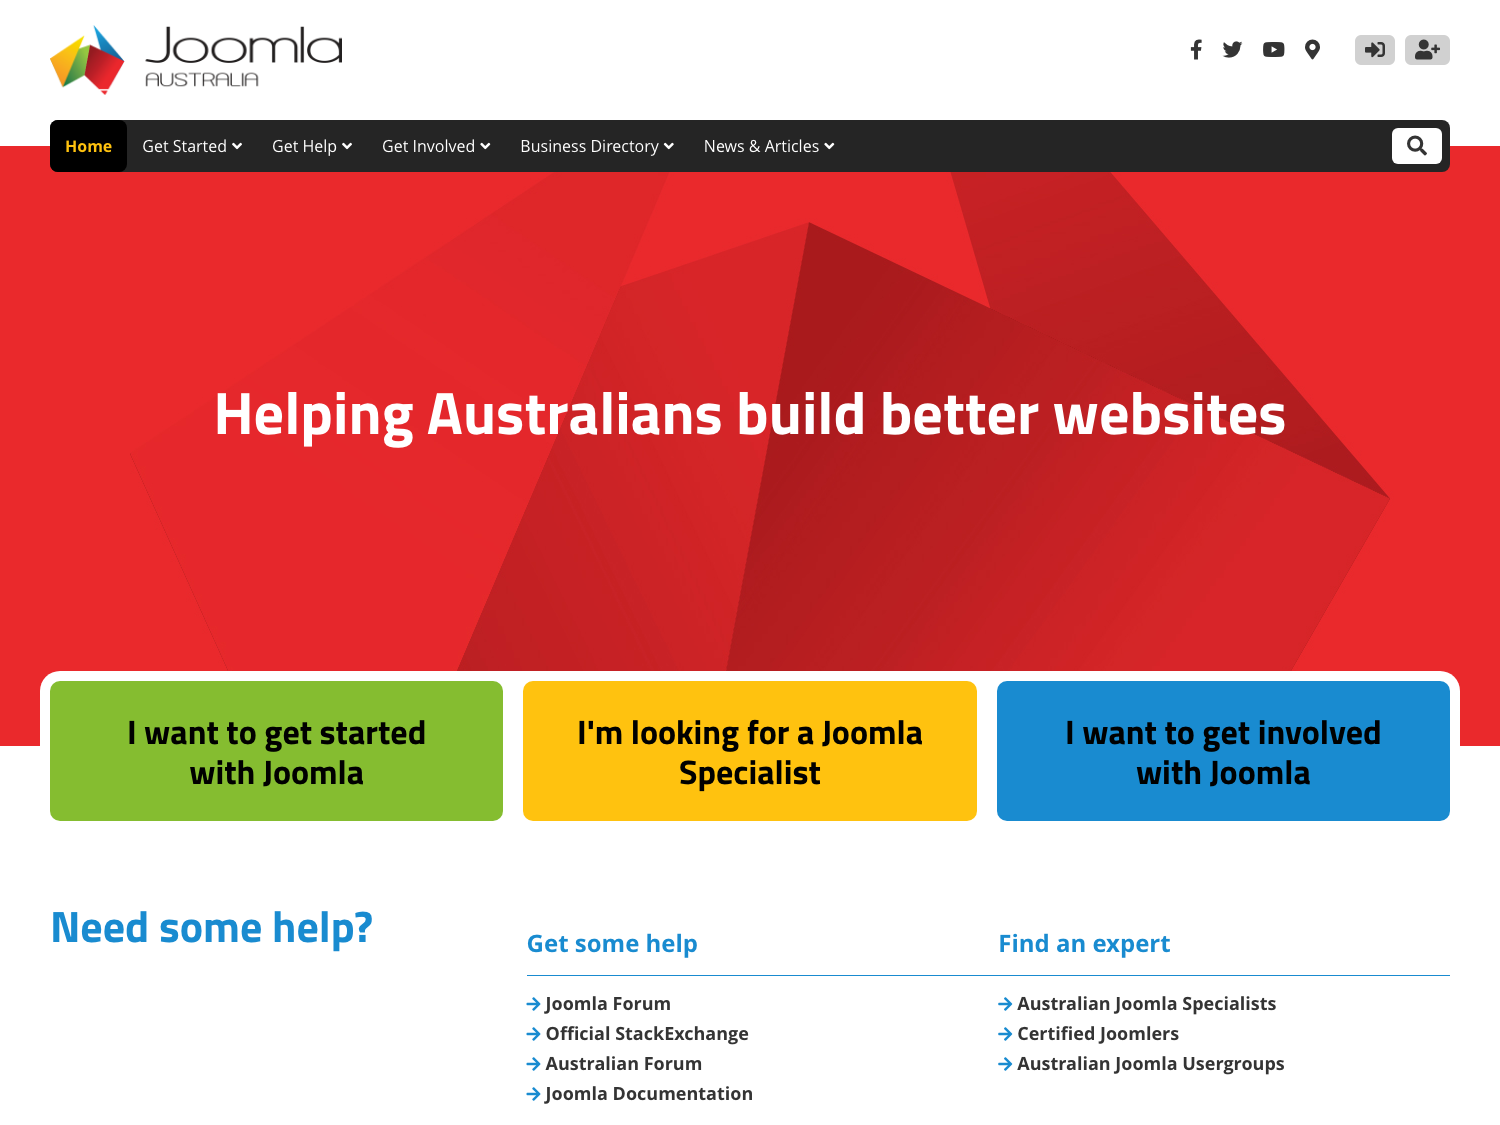 Joomla
AUSTRALIA
Home
Get Started
Get Help
Get Involved
Business Directory
News & Articles
Helping Australians build better websites
I want to get started
with Joomla
I'm looking for a Joomla
Specialist
I want to get involved
with Joomla
Need some help?
Get some help
Joomla Forum
Official StackExchange
Australian Forum
Joomla Documentation
Find an expert
Australian Joomla Specialists
Certified Joomlers
Australian Joomla Usergroups